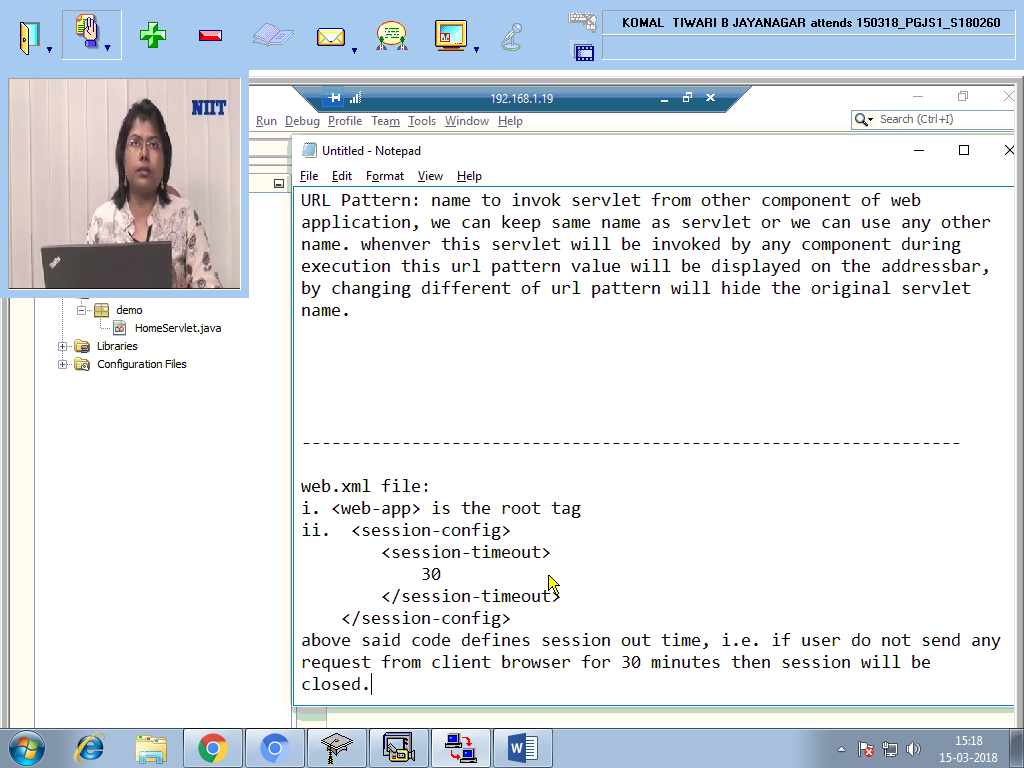 KOMAL TIWARI B JAYANAGAR attends 150318_PGJS1_S180260
NIIT
192.168.1.19
Run Debug Profile Team Tools Window Help
Search (Ctrl+I)
Untitled - Notepad
File Edit Format View Help
URL Pattern: name to invok servlet from other component of web
application, we can keep same name as servlet or we can use any other
name. whenver this servlet will be invoked by any component during
execution this url pattern value will be displayed on the addressbar,
by changing different of url pattern will hide the original servlet
name.
demo
HomeServlet.java
Libraries
Configuration Files
------------------------------------------------------------------
web.xml file:
i. <web-app> is the root tag
ii.  <session-config>
<session-timeout>
30
</session-timeout>
</session-config>
above said code defines session out time, i.e. if user do not send any
request from client browser for 30 minutes then session will be
closed.
15:18
15-03-2018